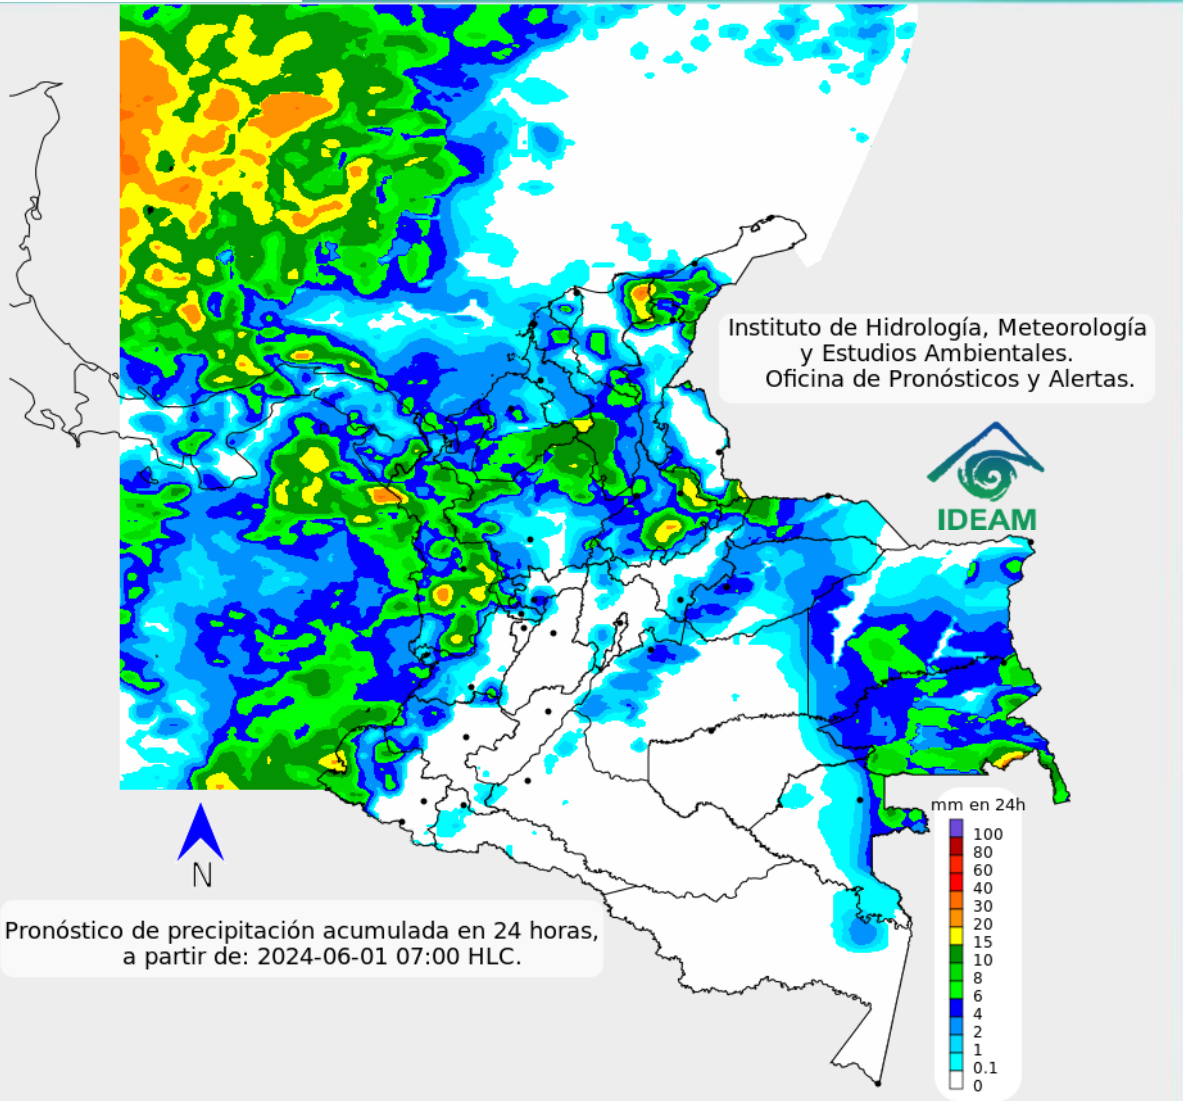 Instituto de Hidrología, Meteorología
y Estudios Ambientales.
Oficina de Pronósticos y Alertas.
IDEAM
mm en 24h
100
80
60
40
30
20
15
10
8
6
4
2
1
0.1
0
N
Pronóstico de precipitación acumulada en 24 horas,
a partir de: 2024-06-01 07:00 HLC.